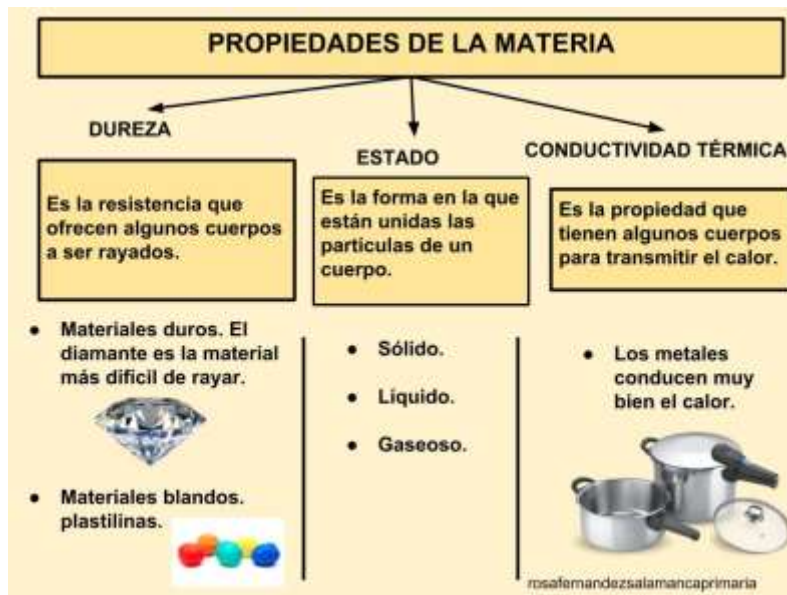 PROPIEDADES DE LA MATERIA
DUREZA
Es la resistencia que
ofrecen algunos cuerpos
a ser rayados.
● Materiales duros. El
diamante es la material
más difícil de rayar.
● Materiales blandos.
plastilinas.
ESTADO
Es la forma en la que
están unidas las
partículas de un
cuerpo.
● Sólido.
● Líquido.
● Gaseoso.
CONDUCTIVIDAD TÉRMICA
Es la propiedad que
tienen algunos cuerpos
para transmitir el calor.
● Los metales
conducen muy
bien el calor.
rosafernandezsalamancaprimaria